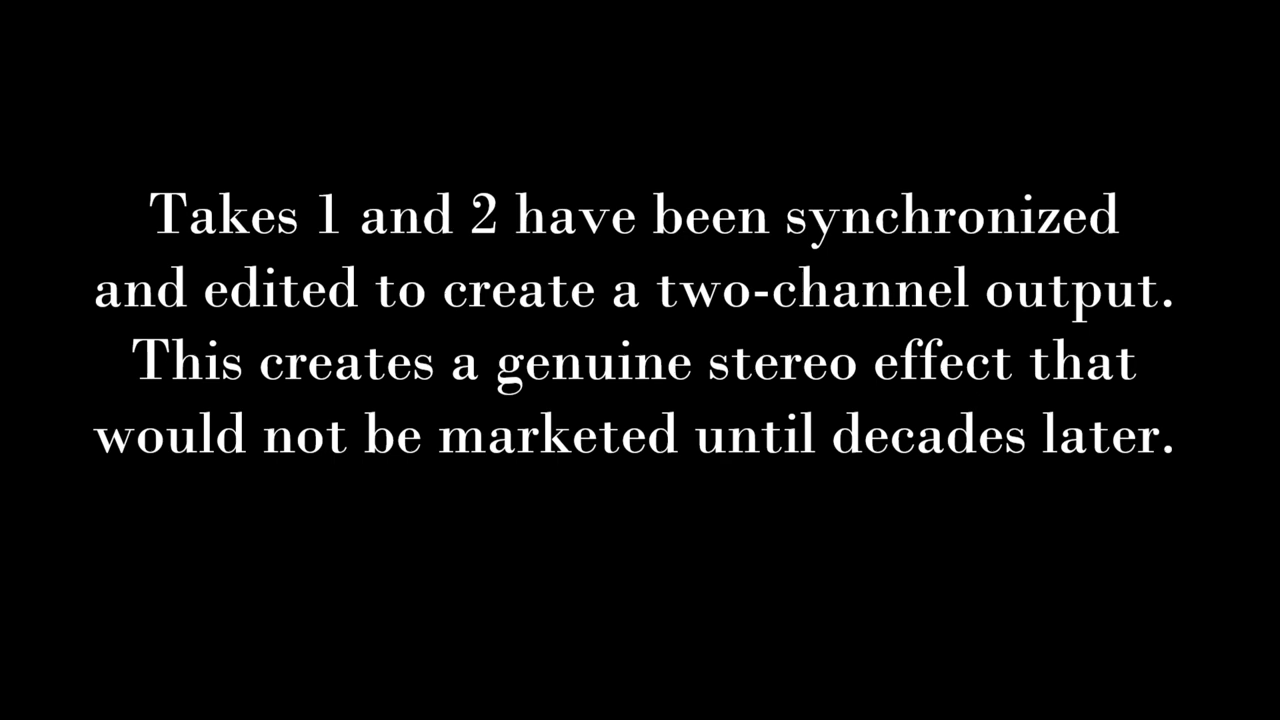 Takes 1 and 2 have been synchronized
and edited to create a two-channel output.
This creates a genuine stereo effect that
would not be marketed until decades later.